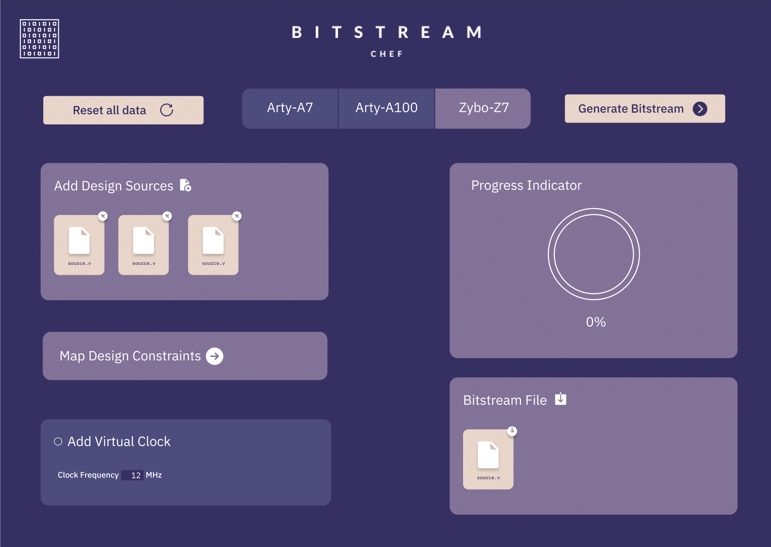 BITSTREAM
CHEF
Reset all data
Arty-A7
Arty-A100
Zybo-Z7
Generate Bitstream
Add Design Sources
source.v
source.v
source.v
Map Design Constraints
Add Virtual Clock
Clock Frequency 12 MHz
Progress Indicator
0%
Bitstream File
source.v